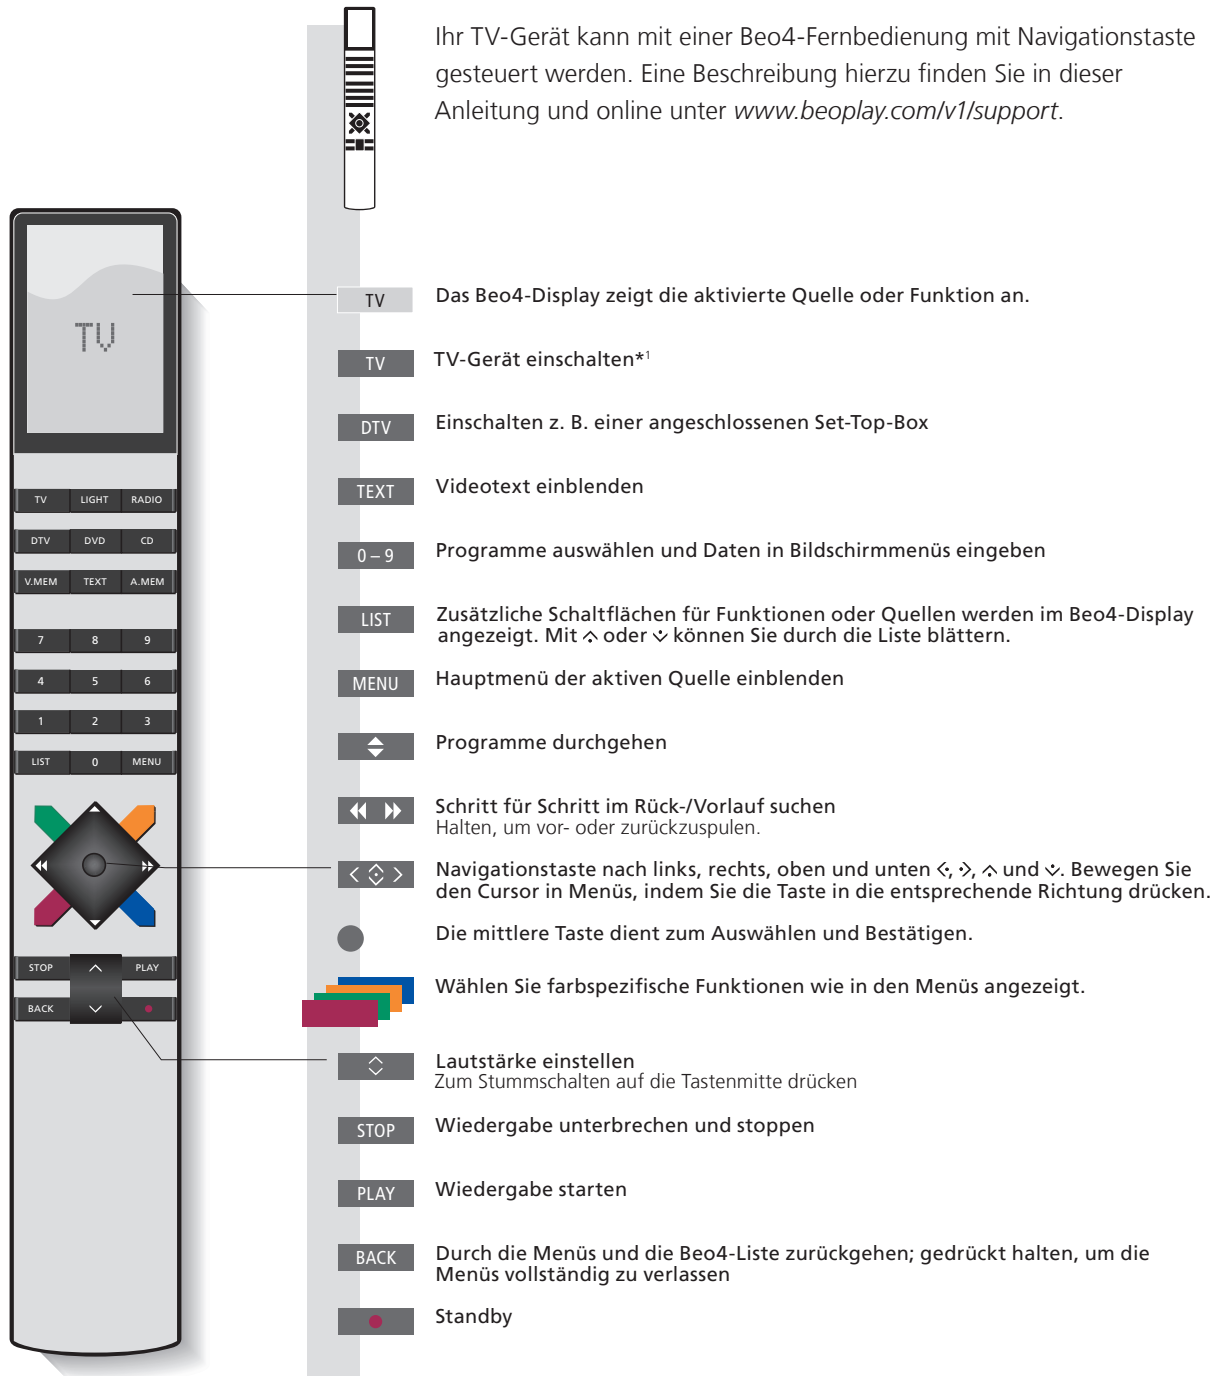 Ihr TV-Gerät kann mit einer Beo4-Fernbedienung mit Navigationstaste
gesteuert werden. Eine Beschreibung hierzu finden Sie in dieser
Anleitung und online unter www.beoplay.com/v1/support.
TV
TV LIGHT RADIO
DTV DVD CD
V.MEM TEXT A.MEM
7 8 9
4 5 6
1 2 3
LIST 0 MENU
STOP PLAY
BACK
TV Das Beo4-Display zeigt die aktivierte Quelle oder Funktion an.
TV TV-Gerät einschalten*1
DTV Einschalten z. B. einer angeschlossenen Set-Top-Box
TEXT Videotext einblenden
0 – 9 Programme auswählen und Daten in Bildschirmmenüs eingeben
LIST Zusätzliche Schaltflächen für Funktionen oder Quellen werden im Beo4-Display
angezeigt. Mit oder können Sie durch die Liste blättern.
MENU Hauptmenü der aktiven Quelle einblenden
Programme durchgehen
Schritt für Schritt im Rück-/Vorlauf suchen
Halten, um vor- oder zurückzuspulen.
Navigationstaste nach links, rechts, oben und unten , , und . Bewegen Sie
den Cursor in Menüs, indem Sie die Taste in die entsprechende Richtung drücken.
Die mittlere Taste dient zum Auswählen und Bestätigen.
Wählen Sie farbspezifische Funktionen wie in den Menüs angezeigt.
Lautstärke einstellen
Zum Stummschalten auf die Tastenmitte drücken
STOP Wiedergabe unterbrechen und stoppen
PLAY Wiedergabe starten
BACK Durch die Menüs und die Beo4-Liste zurückgehen; gedrückt halten, um die
Menüs vollständig zu verlassen
Standby